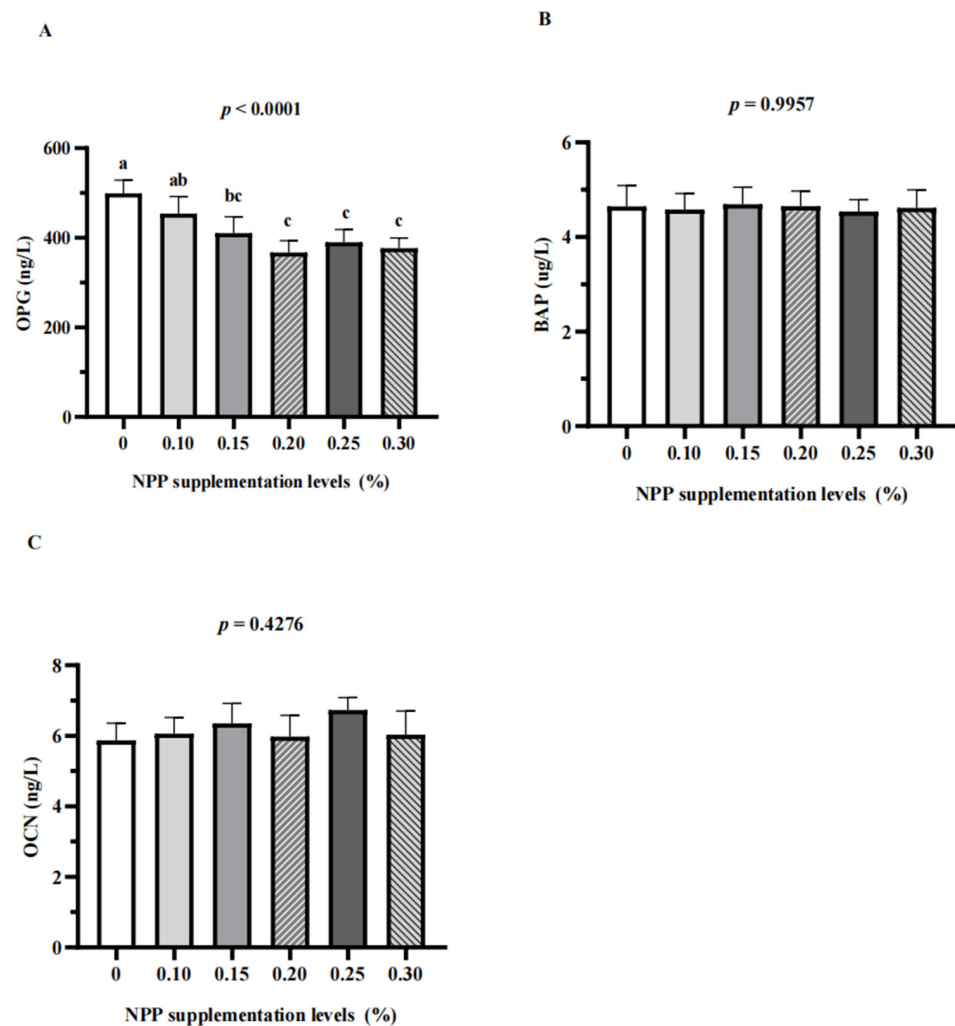 A
p < 0.0001
600
400
200
0
OPG (ng/L)
a
ab
bc
c
c
c
0 0.10 0.15 0.20 0.25 0.30
NPP supplementation levels (%)
B
p = 0.9957
6
4
2
0
BAP (ug/L)
0 0.10 0.15 0.20 0.25 0.30
NPP supplementation levels (%)
C
p = 0.4276
8
6
4
2
0
OCN (ng/L)
0 0.10 0.15 0.20 0.25 0.30
NPP supplementation levels (%)